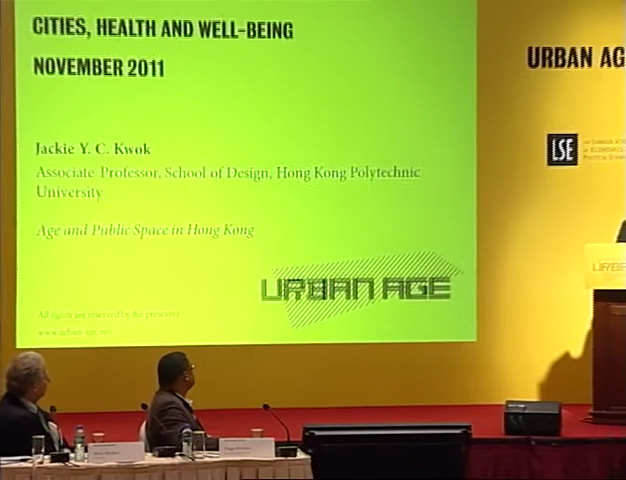 CITIES, HEALTH AND WELL-BEING
NOVEMBER 2011
Jackie Y. C. Kwok
Associate Professor, School of Design, Hong Kong Polytechnic
University
Age and Public Space in Hong Kong
URBAN AGE
All rights are reserved by the presenter.
www.urban-age.net
URBAN AG
LSE
URB